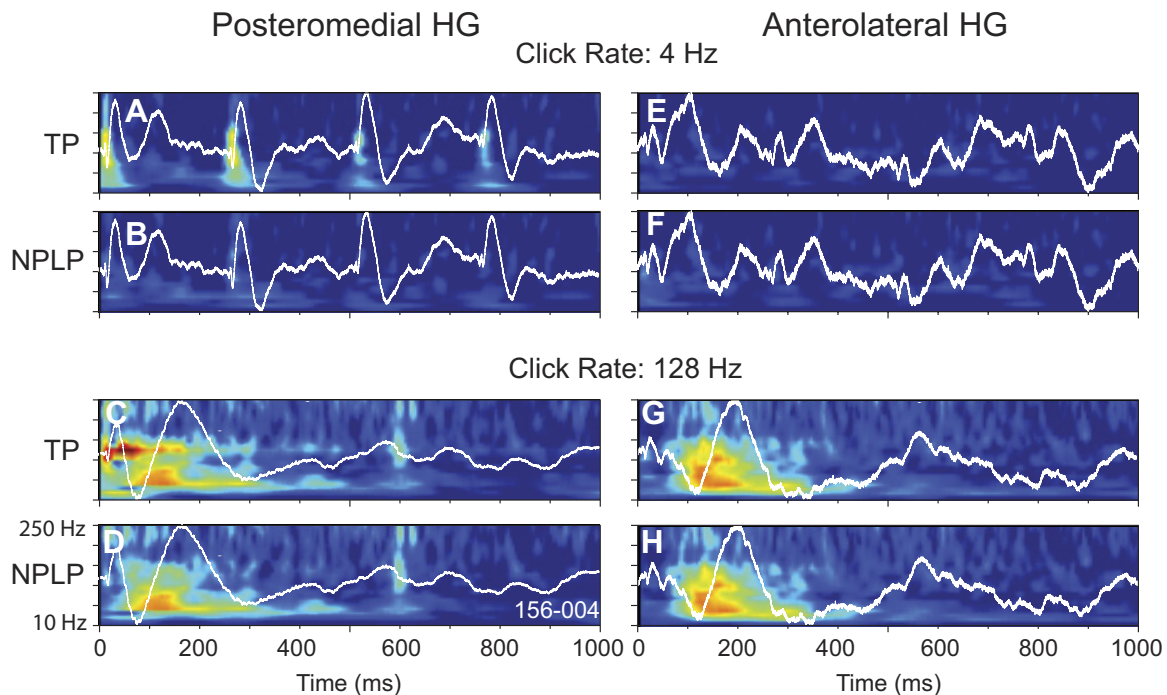 Posteromedial HG Anterolateral HG
Click Rate: 4 Hz
TP A E
NPLP B F
Click Rate: 128 Hz
TP C G
250 Hz
NPLP D H
10 Hz 156-004
0 200 400 600 800 1000 0 200 400 600 800 1000
Time (ms) Time (ms)